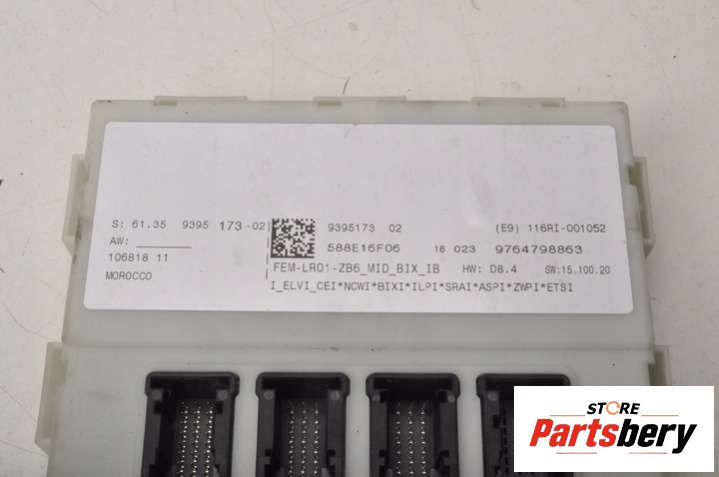 S: 61.35 9395 173-02
AW:
106818 11
MOROCCO
9395173 02
588E16F06
16 023
(E9) 116RI-001052
9764798863
FEM-LR01-ZB6_MID_BIX_IB HW: D8.4 SW:15.100.20
I_ELVI_CEI*NCWI*BIXI*ILPI*SRAI*ASPI*ZWPI*ETSI
STORE
Partsbery